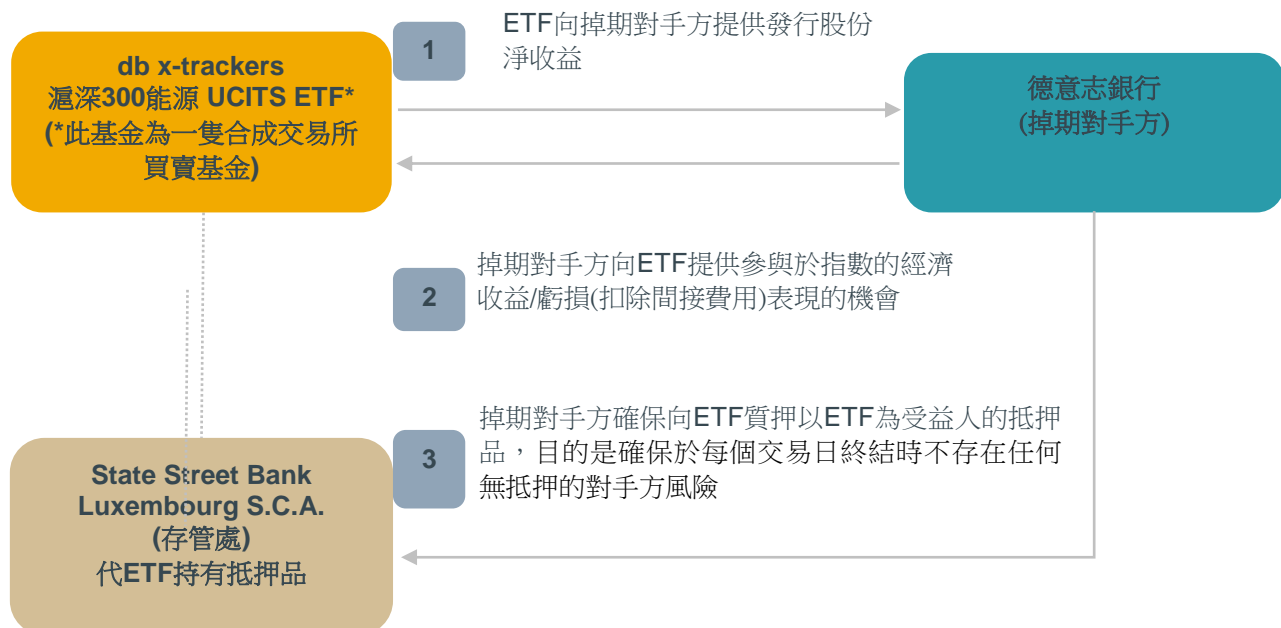 db x-trackers
滬深300能源 UCITS ETF*
(*此基金為一隻合成交易所
買賣基金)
1
ETF向掉期對手方提供發行股份
淨收益
德意志銀行
(掉期對手方)
2
掉期對手方向ETF提供參與於指數的經濟
收益/虧損(扣除間接費用)表現的機會
3
掉期對手方確保向ETF質押以ETF為受益人的抵押
品，目的是確保於每個交易日終結時不存在任何
無抵押的對手方風險
State Street Bank
Luxembourg S.C.A.
(存管處)
代ETF持有抵押品